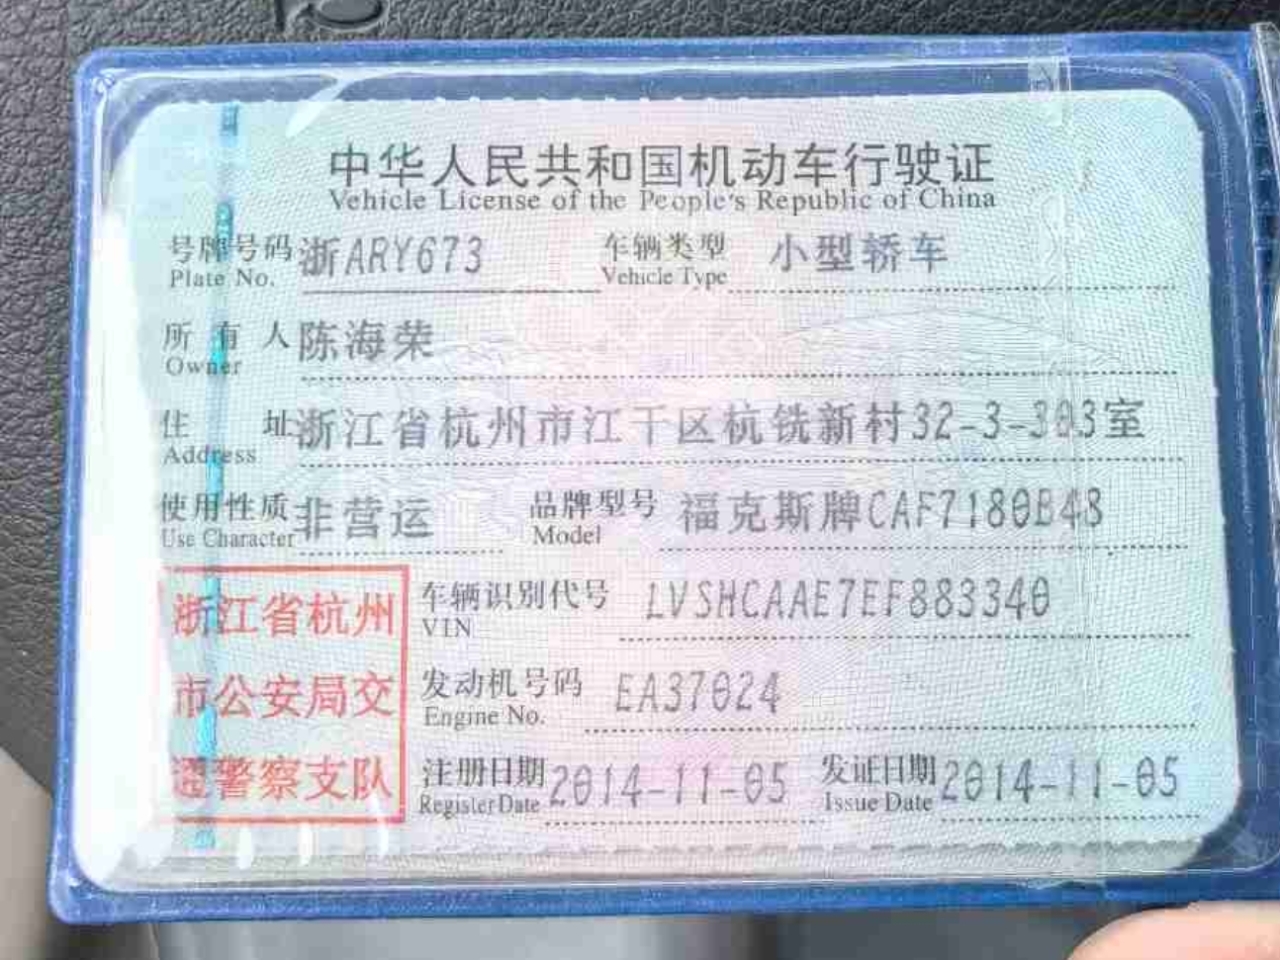 中华人民共和国机动车行驶证
Vehicle License of the People's Republic of China
号牌号码 浙ARY673 车辆类型 小型轿车
Plate No. Vehicle Type
所有人 陈海荣
Owner
住址 浙江省杭州市江干区杭铣新村32-3-303室
Address
使用性质 非营运 品牌型号 福克斯牌CAF7180B48
Use Character Model
浙江省杭州 车辆识别代号 LVSHCAAE7EF883340
VIN
市公安局交 发动机号码 EA37024
Engine No.
通警察支队 注册日期 2014-11-05 发证日期 2014-11-05
Register Date Issue Date